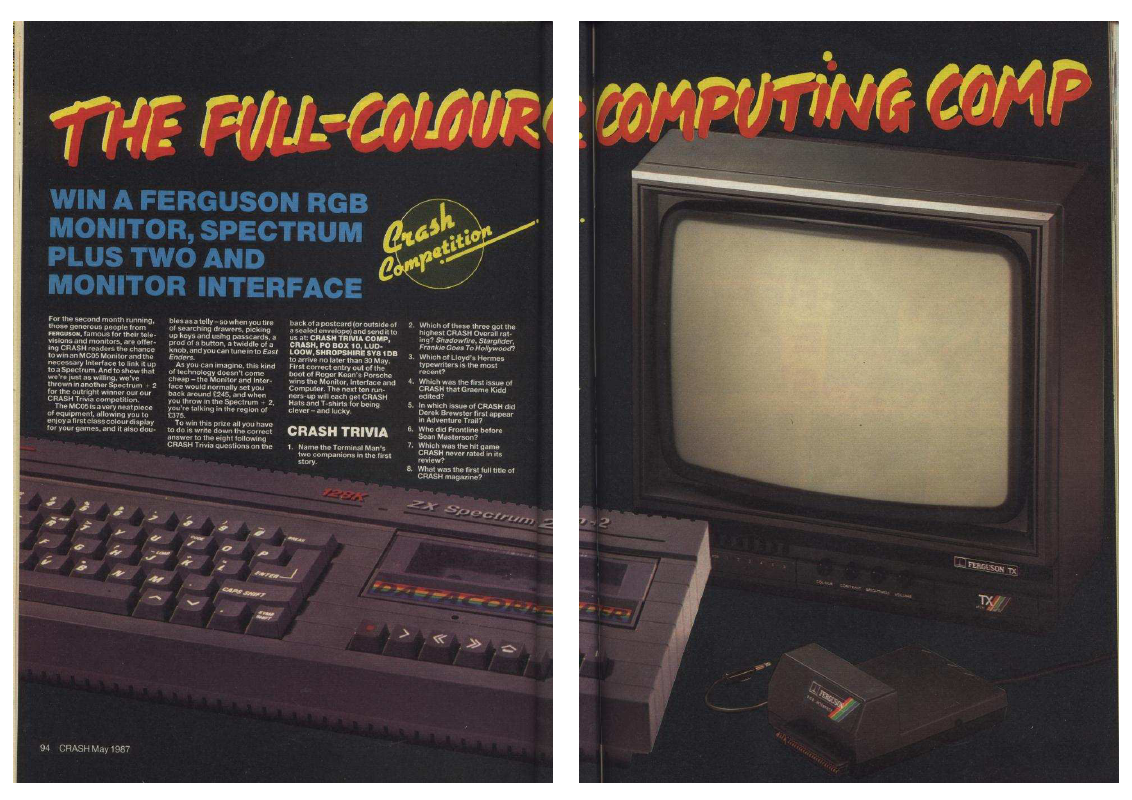 THE FULL-COLOUR COMPUTING COMP
WIN A FERGUSON RGB
MONITOR, SPECTRUM
PLUS TWO AND
MONITOR INTERFACE
Crash
Competition
For the second month running,
those generous people from
FERGUSON, famous for their tele-
visions and monitors, are offer-
ing CRASH readers the chance
to win an MC05 Monitor and the
necessary Interface to link it up
to a Spectrum. And to show that
we're just as willing, we've
thrown in another Spectrum + 2
for the outright winner our our
CRASH Trivia competition.
The MC05 is a very neat piece
of equipment, allowing you to
enjoy a first class colour display
for your games, and it also dou-
bles as a telly – so when you tire
of searching drawers, picking
up keys and using passcards, a
prod of a button, a twiddle of a
knob, and you can tune in to East
Enders.
As you can imagine, this kind
of technology doesn't come
cheap – the Monitor and Inter-
face would normally set you
back around £245, and when
you throw in the Spectrum + 2,
you're talking in the region of
£375.
To win this prize all you have
to do is write down the correct
answer to the eight following
CRASH Trivia questions on the
back of a postcard (or outside of
a sealed envelope) and send it to
us at: CRASH TRIVIA COMP,
CRASH, PO BOX 10, LUD-
LOOW, SHROPSHIRE SY8 1DB
to arrive no later than 30 May.
First correct entry out of the
boot of Roger Kean's Porsche
wins the Monitor, Interface and
Computer. The next ten run-
ners-up will each get CRASH
Hats and T-shirts for being
clever – and lucky.
CRASH TRIVIA
1. Name the Terminal Man's
two companions in the first
story.
2. Which of these three got the
highest CRASH Overall rat-
ing? Shadowfire, Starglider,
Frankie Goes To Hollywood?
3. Which of Lloyd's Hermes
typewriters is the most
recent?
4. Which was the first issue of
CRASH that Graeme Kidd
edited?
5. In which issue of CRASH did
Derek Brewster first appear
in Adventure Trail?
6. Who did Frontline before
Sean Masterson?
7. Which was the hit game
CRASH never rated in its
review?
8. What was the first full title of
CRASH magazine?
128K
ZX Spectrum +2
BREAK
U
O P
G H J K L
ENTER
V B N M
CAPS SHIFT
SYMB
SHIFT
FERGUSON TX
COLOUR CONTRAST BRIGHTNESS VOLUME
TX
FERGUSON
94 CRASH May 1987